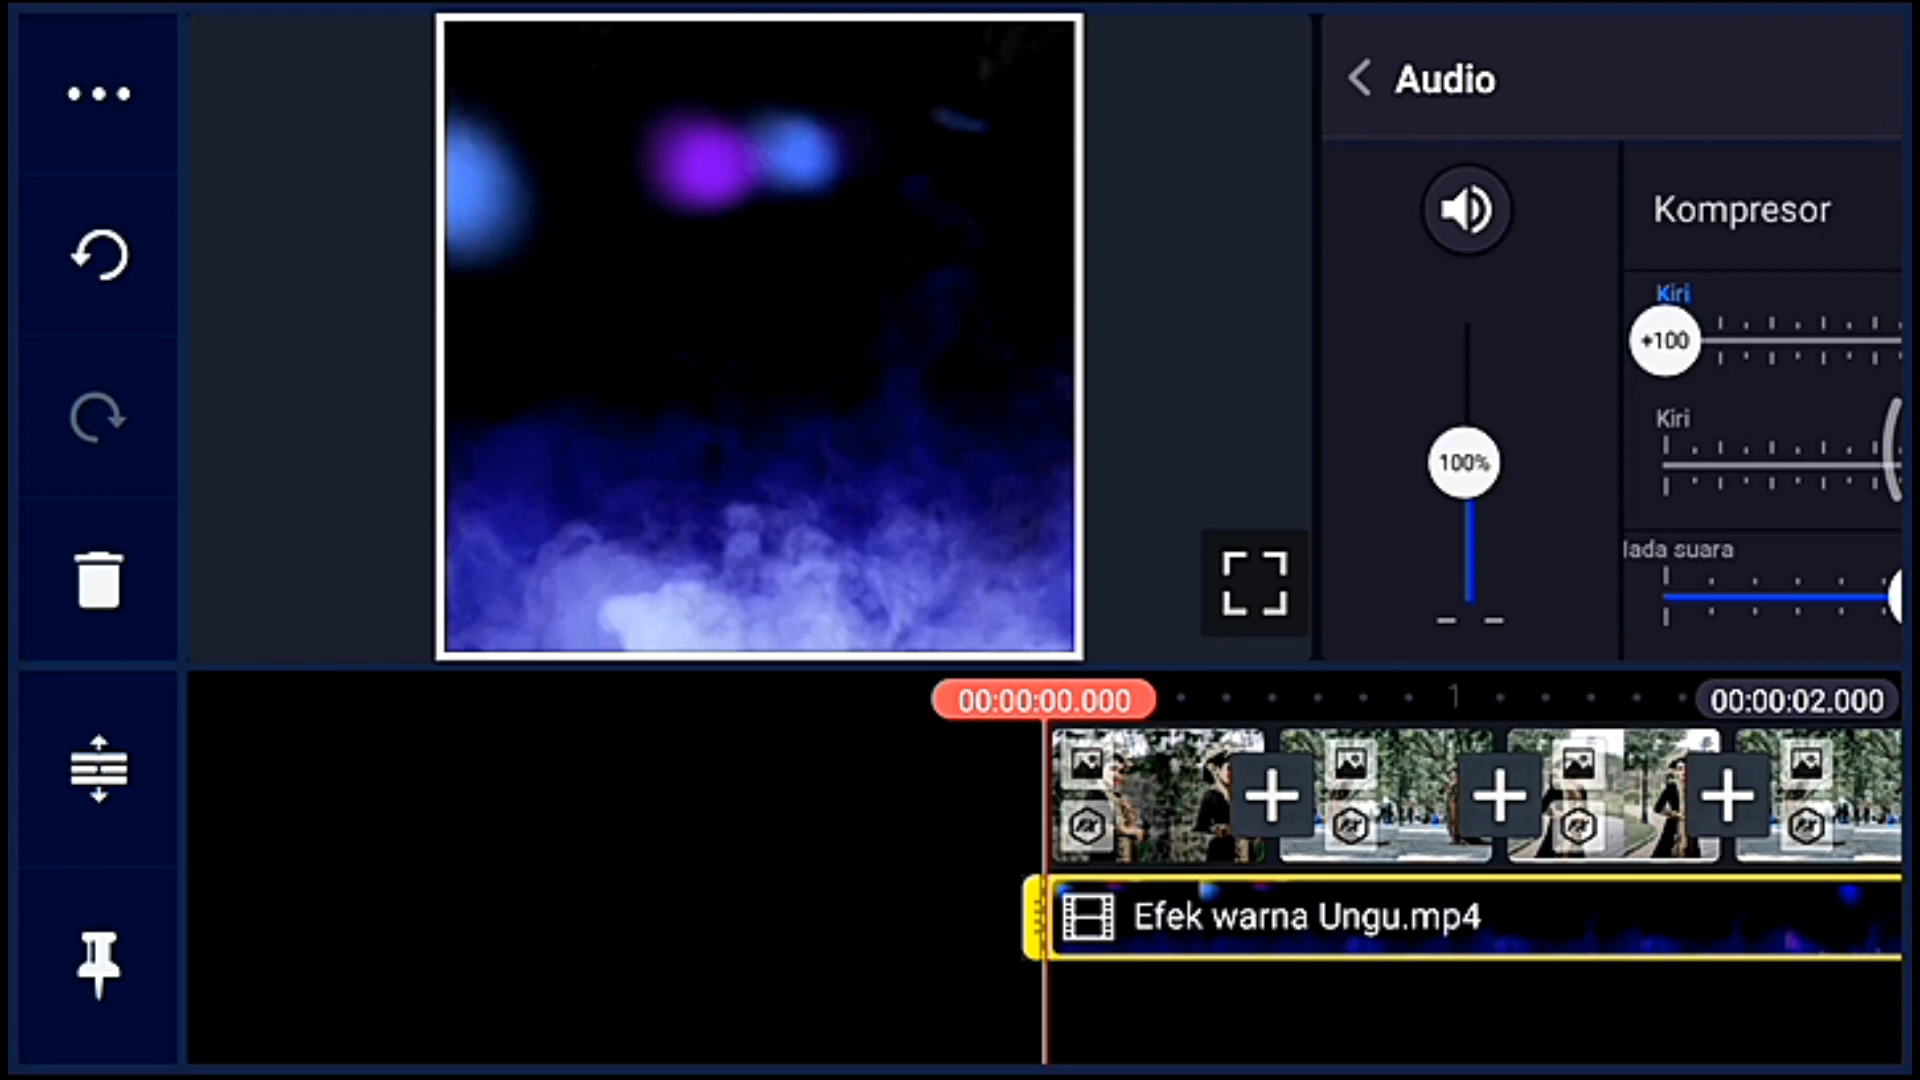 Audio
Kompresor
Kiri
+100
Kiri
100%
lada suara
00:00:00.000
1
00:00:02.000
Efek warna Ungu.mp4